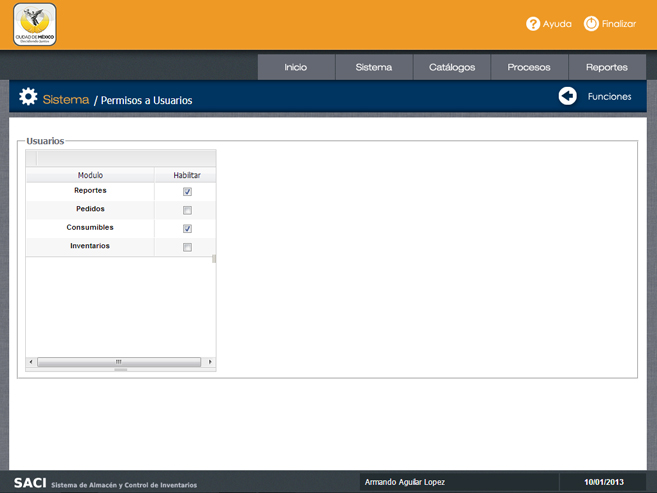 CIUDAD DE MÉXICO
Ayuda
Finalizar
Inicio
Sistema
Catálogos
Procesos
Reportes
Sistema / Permisos a Usuarios
Funciones
Usuarios
Modulo Habilitar
Reportes
Pedidos
Consumibles
Inventarios
SACI Sistema de Almacén y Control de Inventarios
Armando Aguilar Lopez
10/01/2013